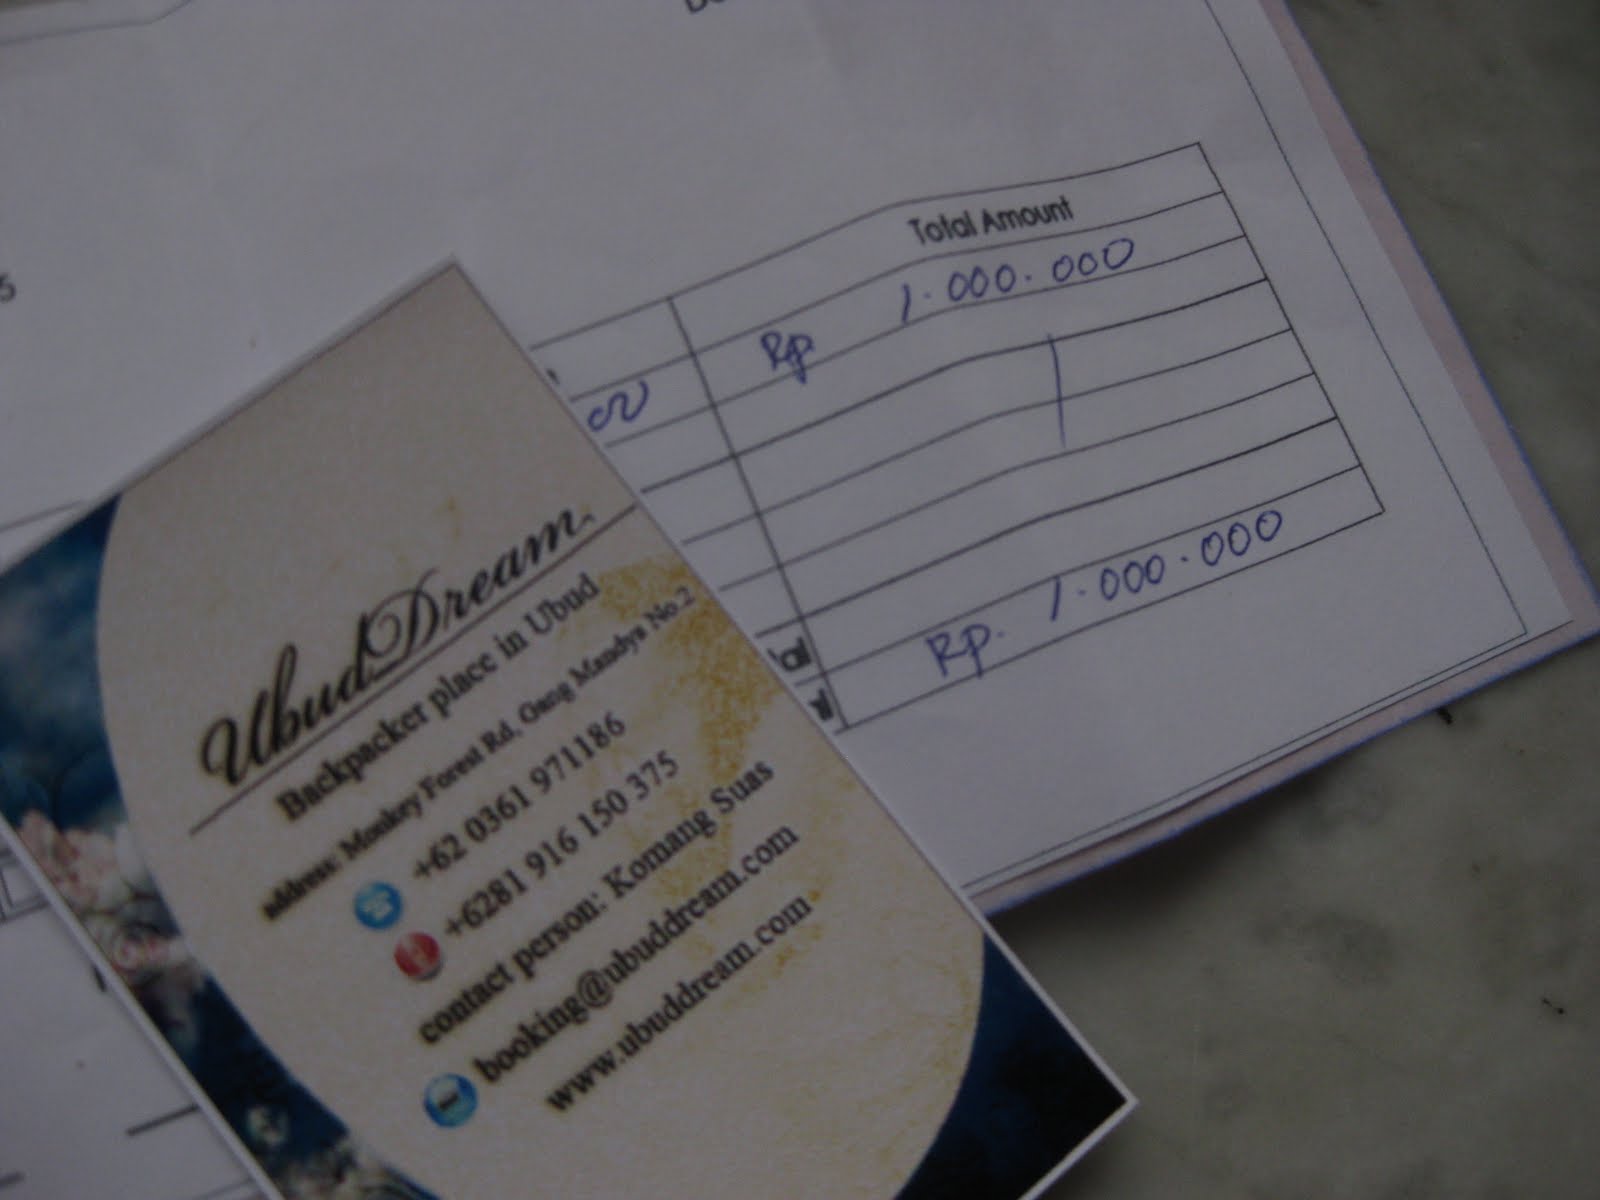 5
Total Amount
Rp 1.000.000
Rp. 1.000.000
UbudDream
Backpacker place in Ubud
address: Monkey Forest Rd, Gang Mandya No.2
+62 0361 971186
+6281 916 150 375
contact person: Komang Suas
booking@ubuddream.com
www.ubuddream.com